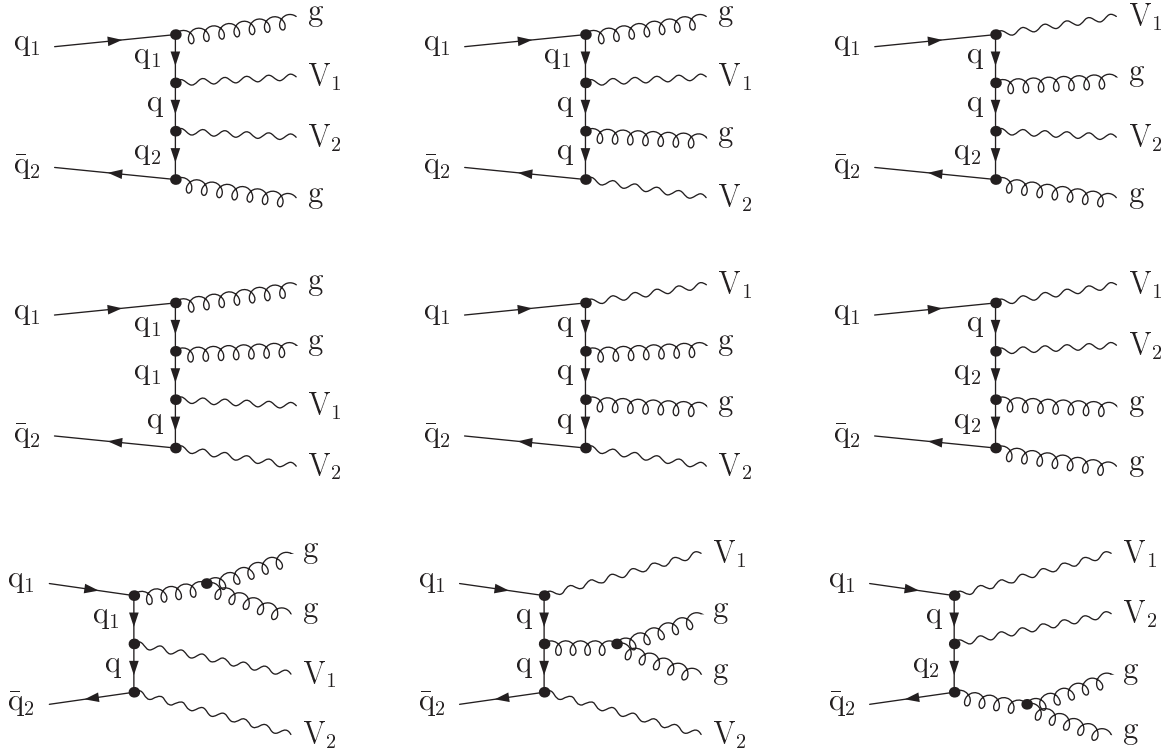 q₁ q₁ q q₂ q̄₂ g V₁ V₂ g
q₁ q₁ q q q̄₂ g V₁ g V₂
q₁ q q q₂ q̄₂ V₁ g V₂ g
q₁ q₁ q₁ q q̄₂ g g V₁ V₂
q₁ q q q q̄₂ V₁ g g V₂
q₁ q q₂ q₂ q̄₂ V₁ V₂ g g
q₁ q₁ q q̄₂ g g V₁ V₂
q₁ q q q̄₂ V₁ g g V₂
q₁ q q₂ q̄₂ V₁ V₂ g g